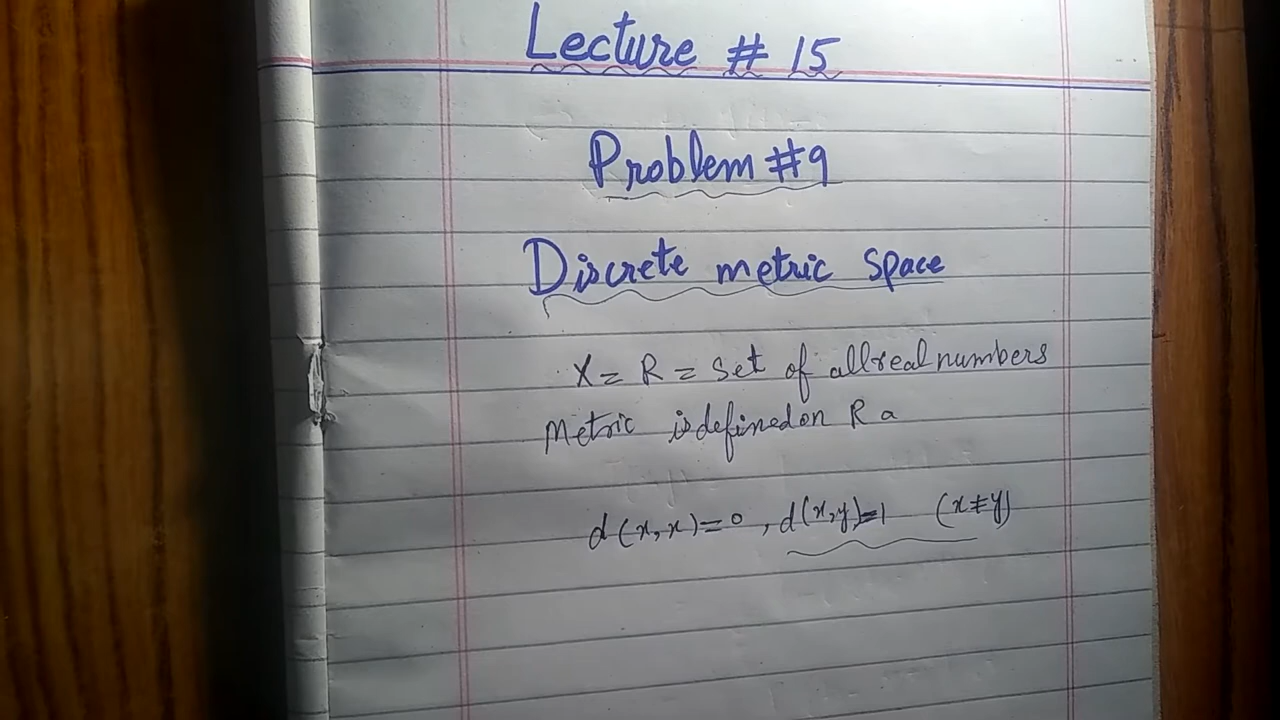 Lecture # 15
Problem #9
Discrete metric space
X = R = set of all real numbers
Metric is defined on R a
d(x,x)=0, d(x,y)=1 (x≠y)